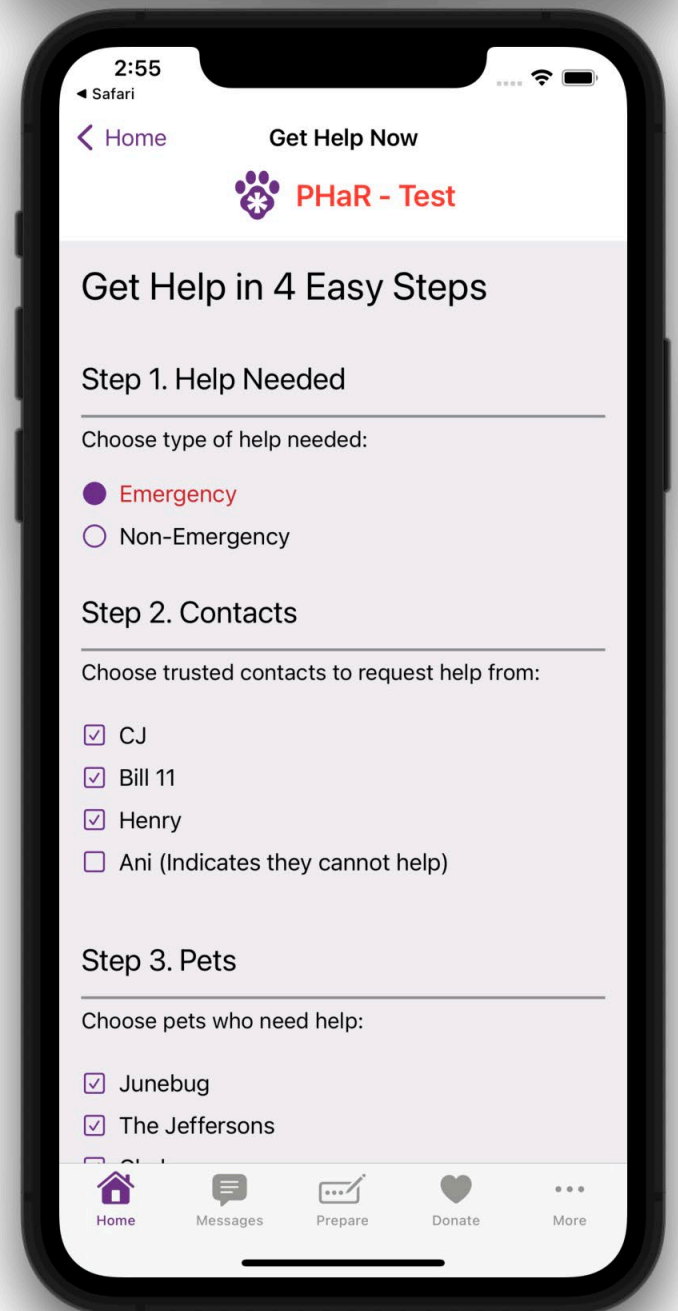 2:55
Safari
Home
Get Help Now
PHaR - Test
Get Help in 4 Easy Steps
Step 1. Help Needed
Choose type of help needed:
Emergency
Non-Emergency
Step 2. Contacts
Choose trusted contacts to request help from:
CJ
Bill 11
Henry
Ani (Indicates they cannot help)
Step 3. Pets
Choose pets who need help:
Junebug
The Jeffersons
Home
Messages
Prepare
Donate
More